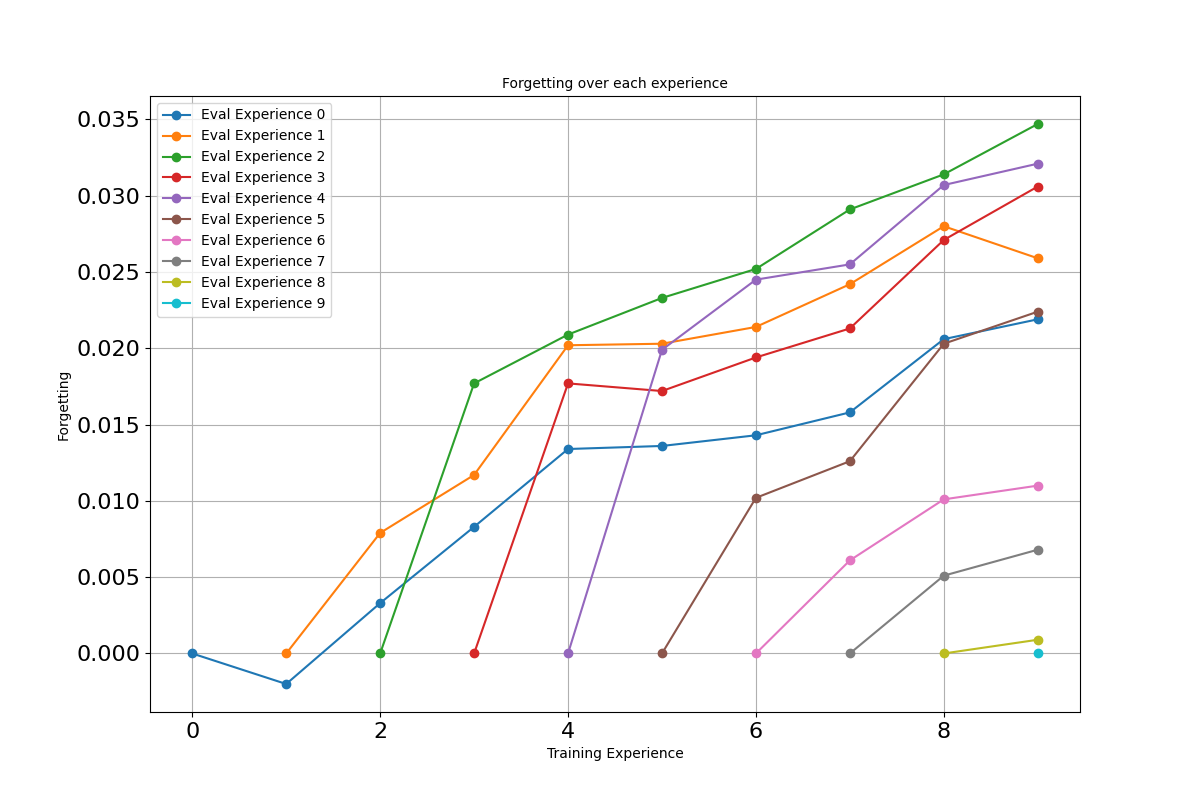 Forgetting over each experience
0.035
0.030
0.025
0.020
0.015
0.010
0.005
0.000
Forgetting
Eval Experience 0
Eval Experience 1
Eval Experience 2
Eval Experience 3
Eval Experience 4
Eval Experience 5
Eval Experience 6
Eval Experience 7
Eval Experience 8
Eval Experience 9
0 2 4 6 8
Training Experience